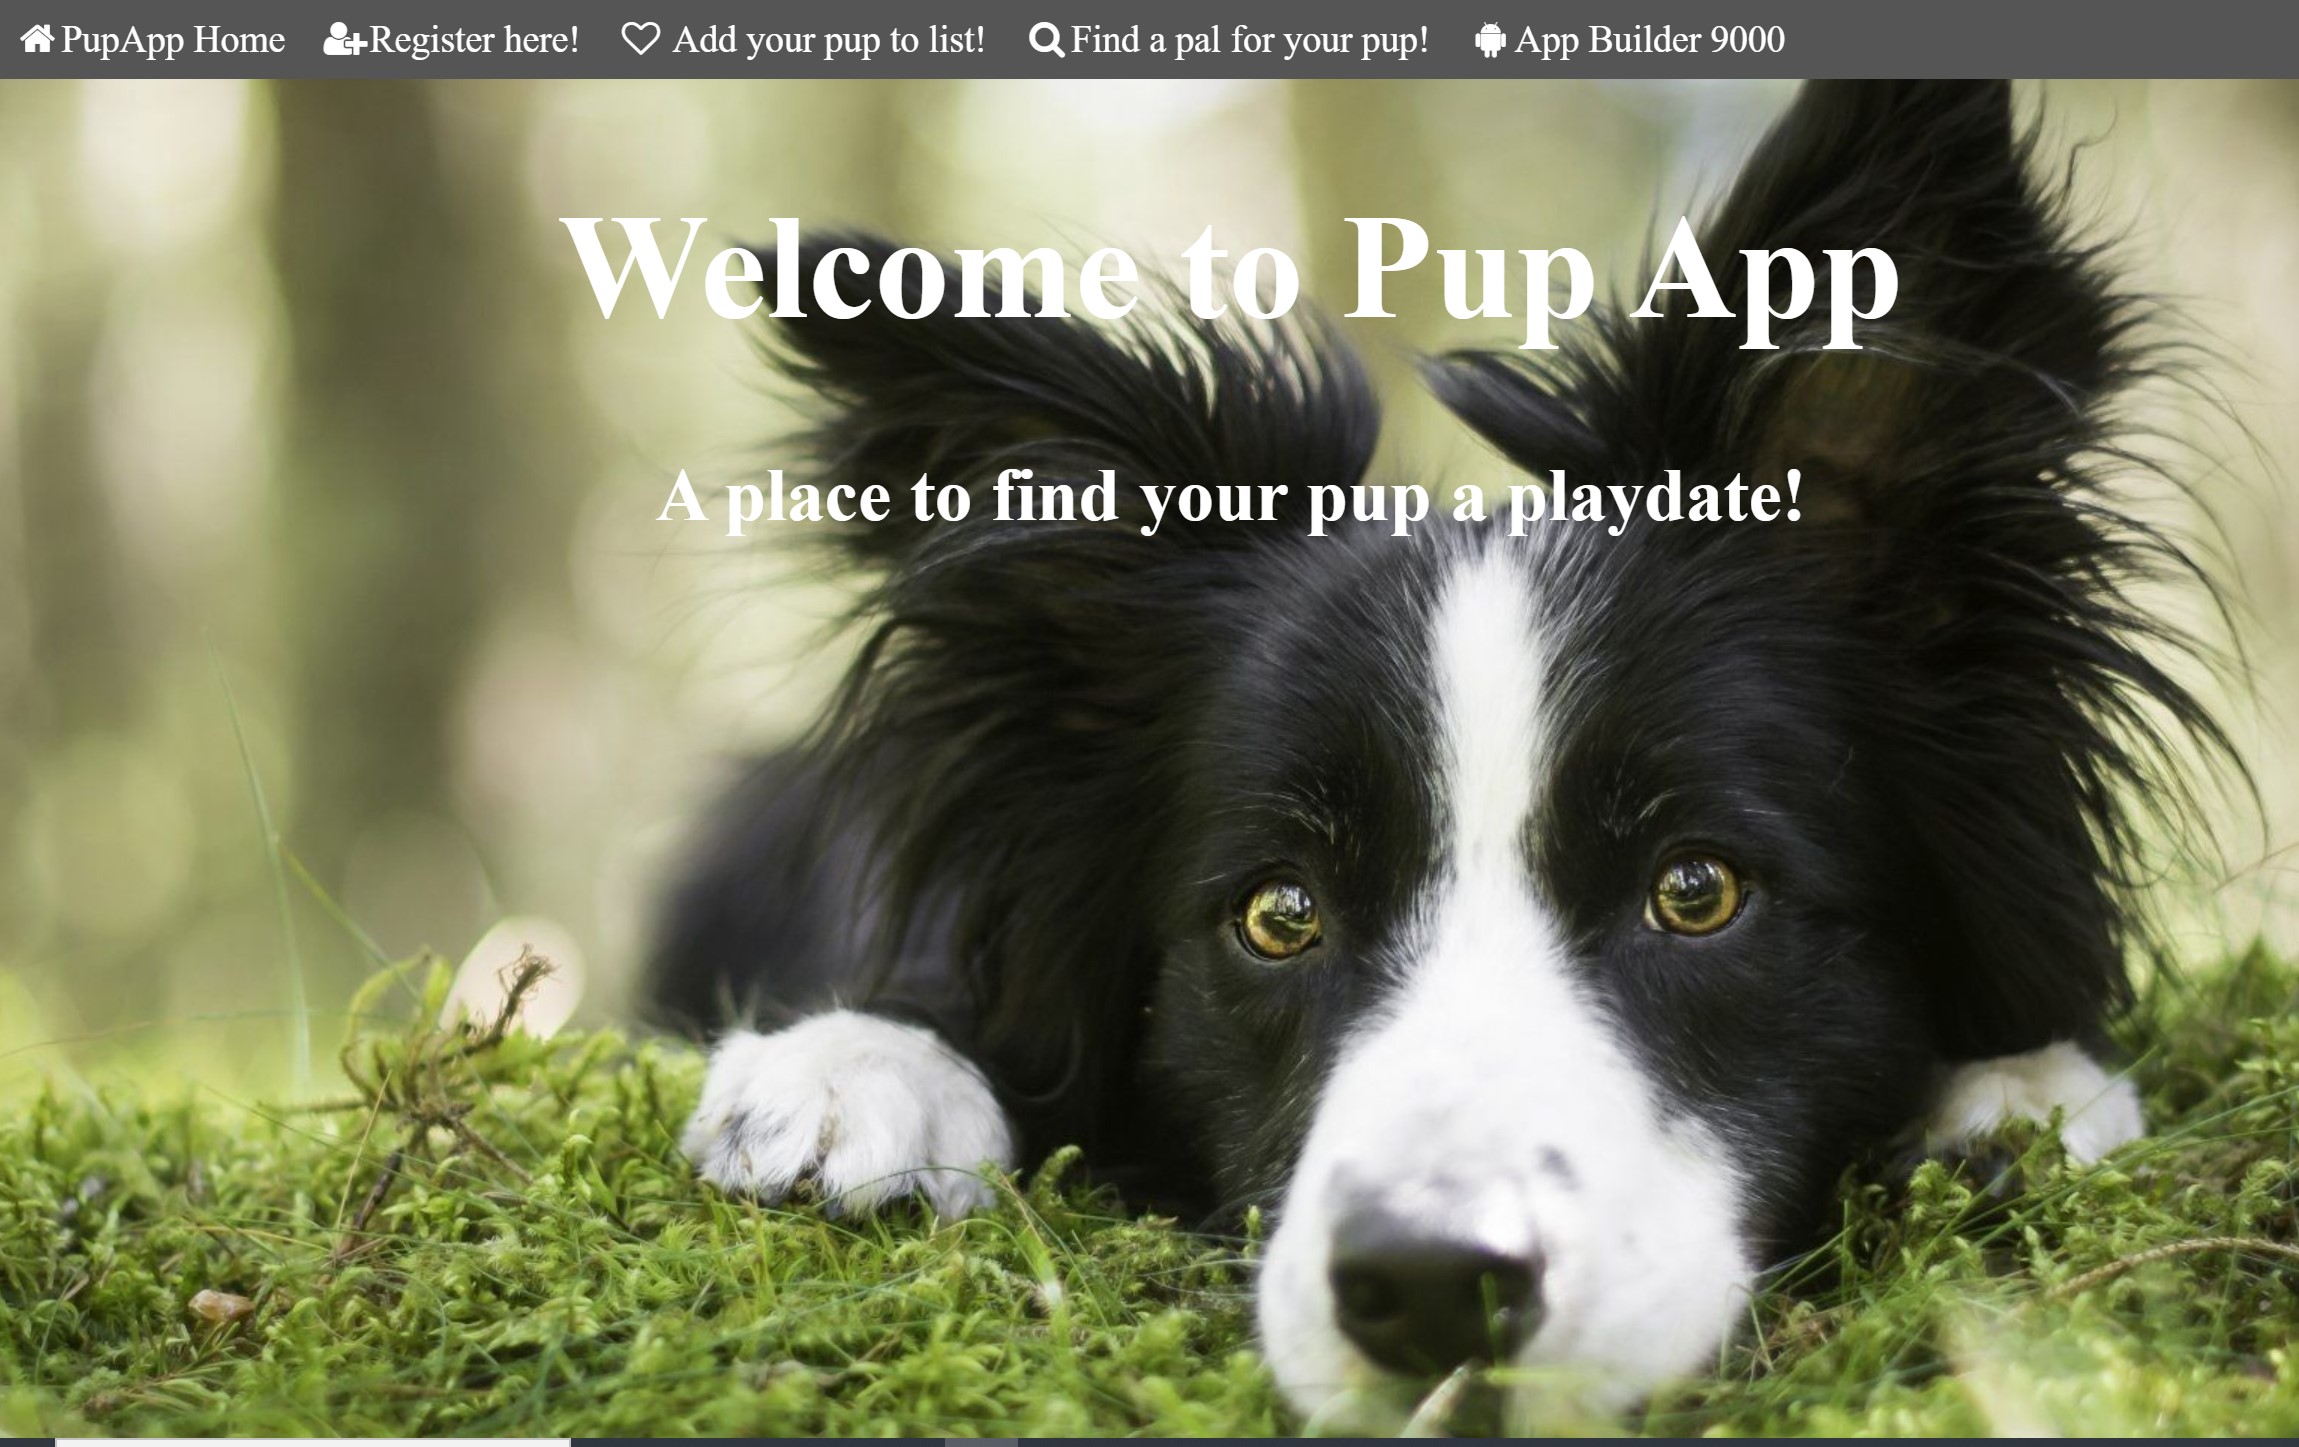 PupApp Home Register here! Add your pup to list! Find a pal for your pup! App Builder 9000
Welcome to Pup App
A place to find your pup a playdate!